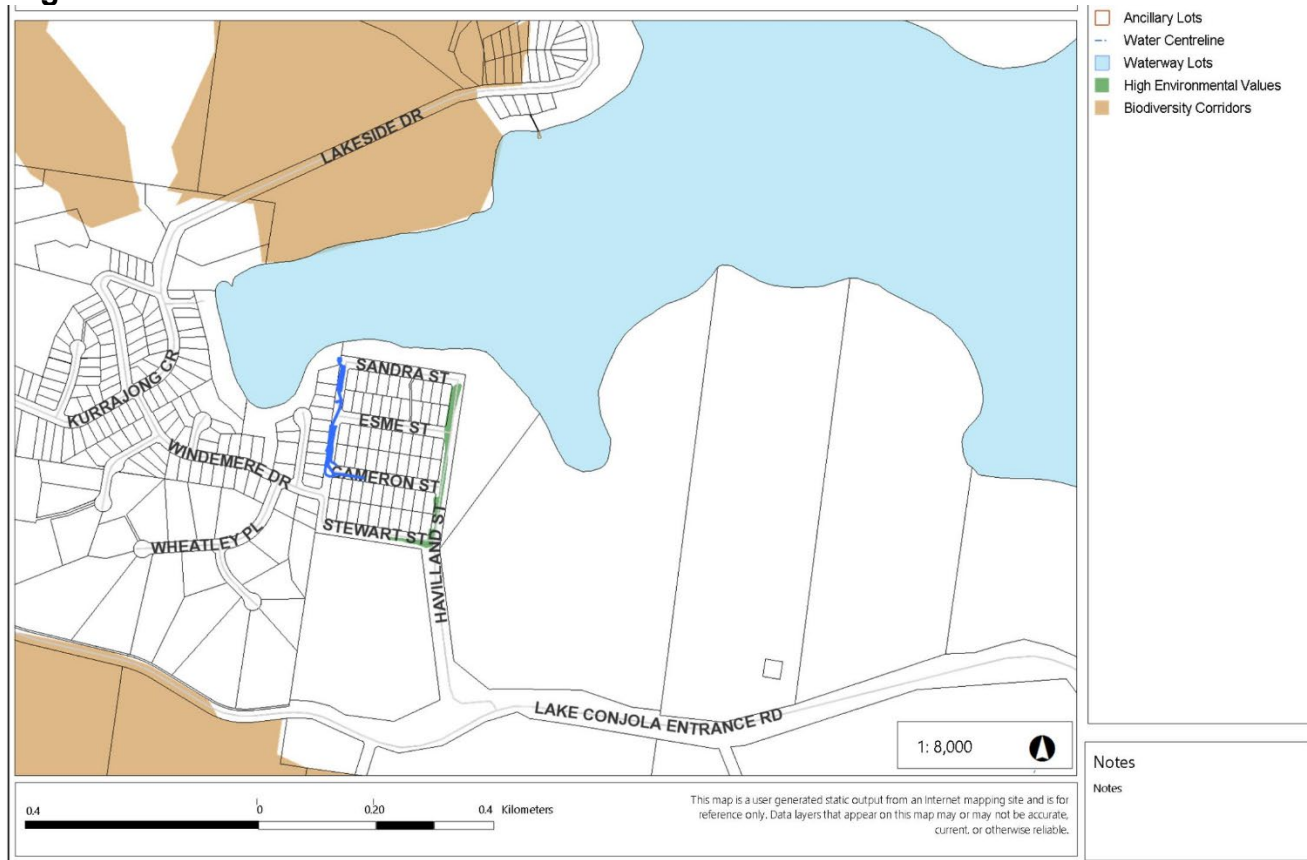 Ancillary Lots
Water Centreline
Waterway Lots
High Environmental Values
Biodiversity Corridors
LAKESIDE DR
SANDRA ST
KURRAJONG CR
ESME ST
WINDEMERE DR
CAMERON ST
STEWART ST
WHEATLEY PL
HAVILLAND ST
LAKE CONJOLA ENTRANCE RD
1: 8,000
Notes
Notes
0.4 0 0.20 0.4 Kilometers
This map is a user generated static output from an Internet mapping site and is for
reference only. Data layers that appear on this map may or may not be accurate,
current, or otherwise reliable.